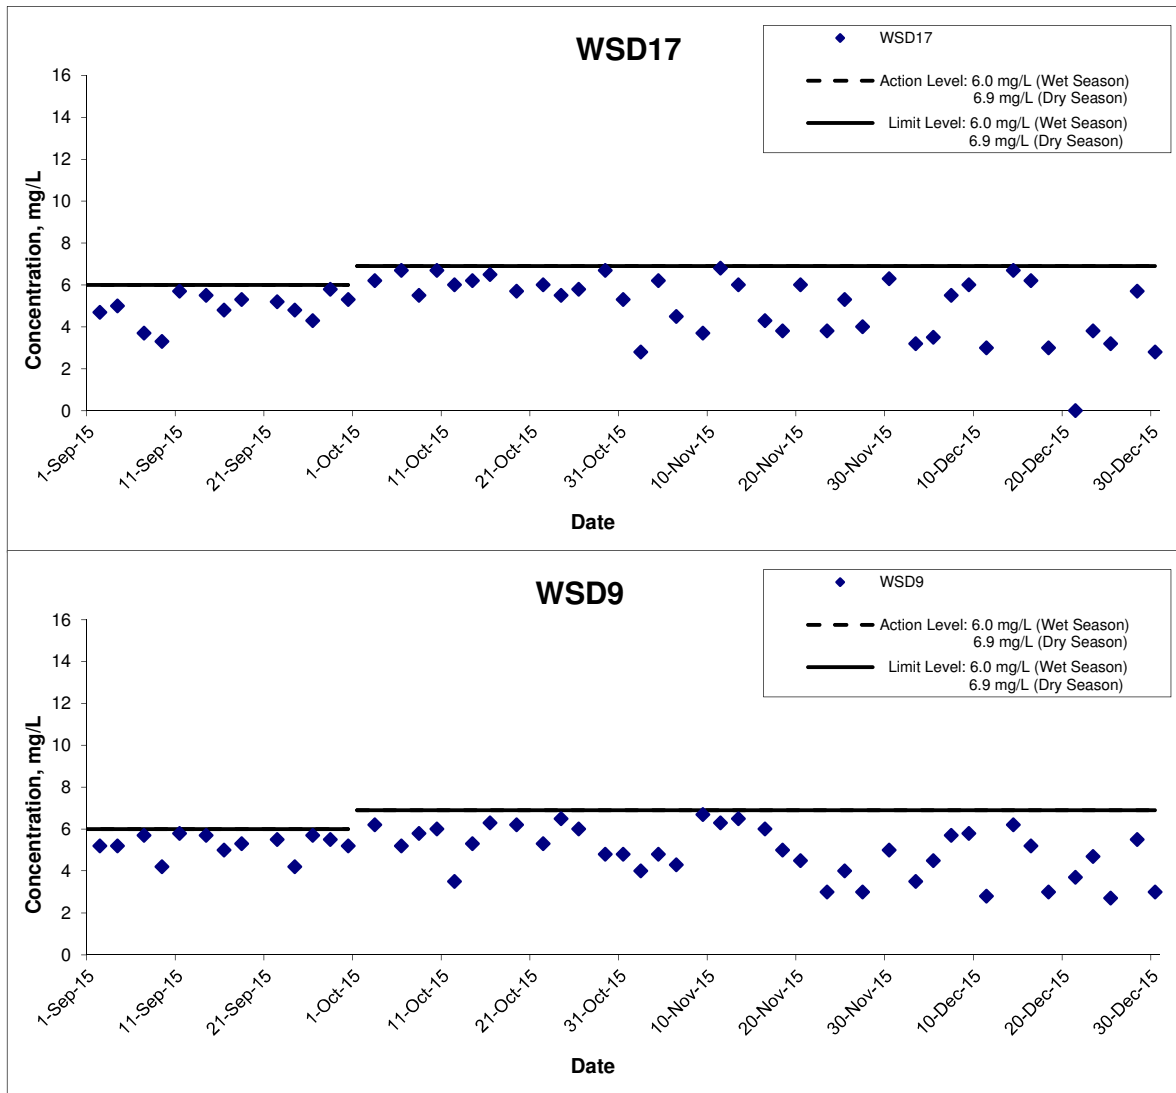 WSD17
WSD17
Action Level: 6.0 mg/L (Wet Season)
6.9 mg/L (Dry Season)
Limit Level: 6.0 mg/L (Wet Season)
6.9 mg/L (Dry Season)
Concentration, mg/L
16
14
12
10
8
6
4
2
0
1-Sep-15
11-Sep-15
21-Sep-15
1-Oct-15
11-Oct-15
21-Oct-15
31-Oct-15
10-Nov-15
20-Nov-15
30-Nov-15
10-Dec-15
20-Dec-15
30-Dec-15
Date
WSD9
WSD9
Action Level: 6.0 mg/L (Wet Season)
6.9 mg/L (Dry Season)
Limit Level: 6.0 mg/L (Wet Season)
6.9 mg/L (Dry Season)
Concentration, mg/L
16
14
12
10
8
6
4
2
0
1-Sep-15
11-Sep-15
21-Sep-15
1-Oct-15
11-Oct-15
21-Oct-15
31-Oct-15
10-Nov-15
20-Nov-15
30-Nov-15
10-Dec-15
20-Dec-15
30-Dec-15
Date